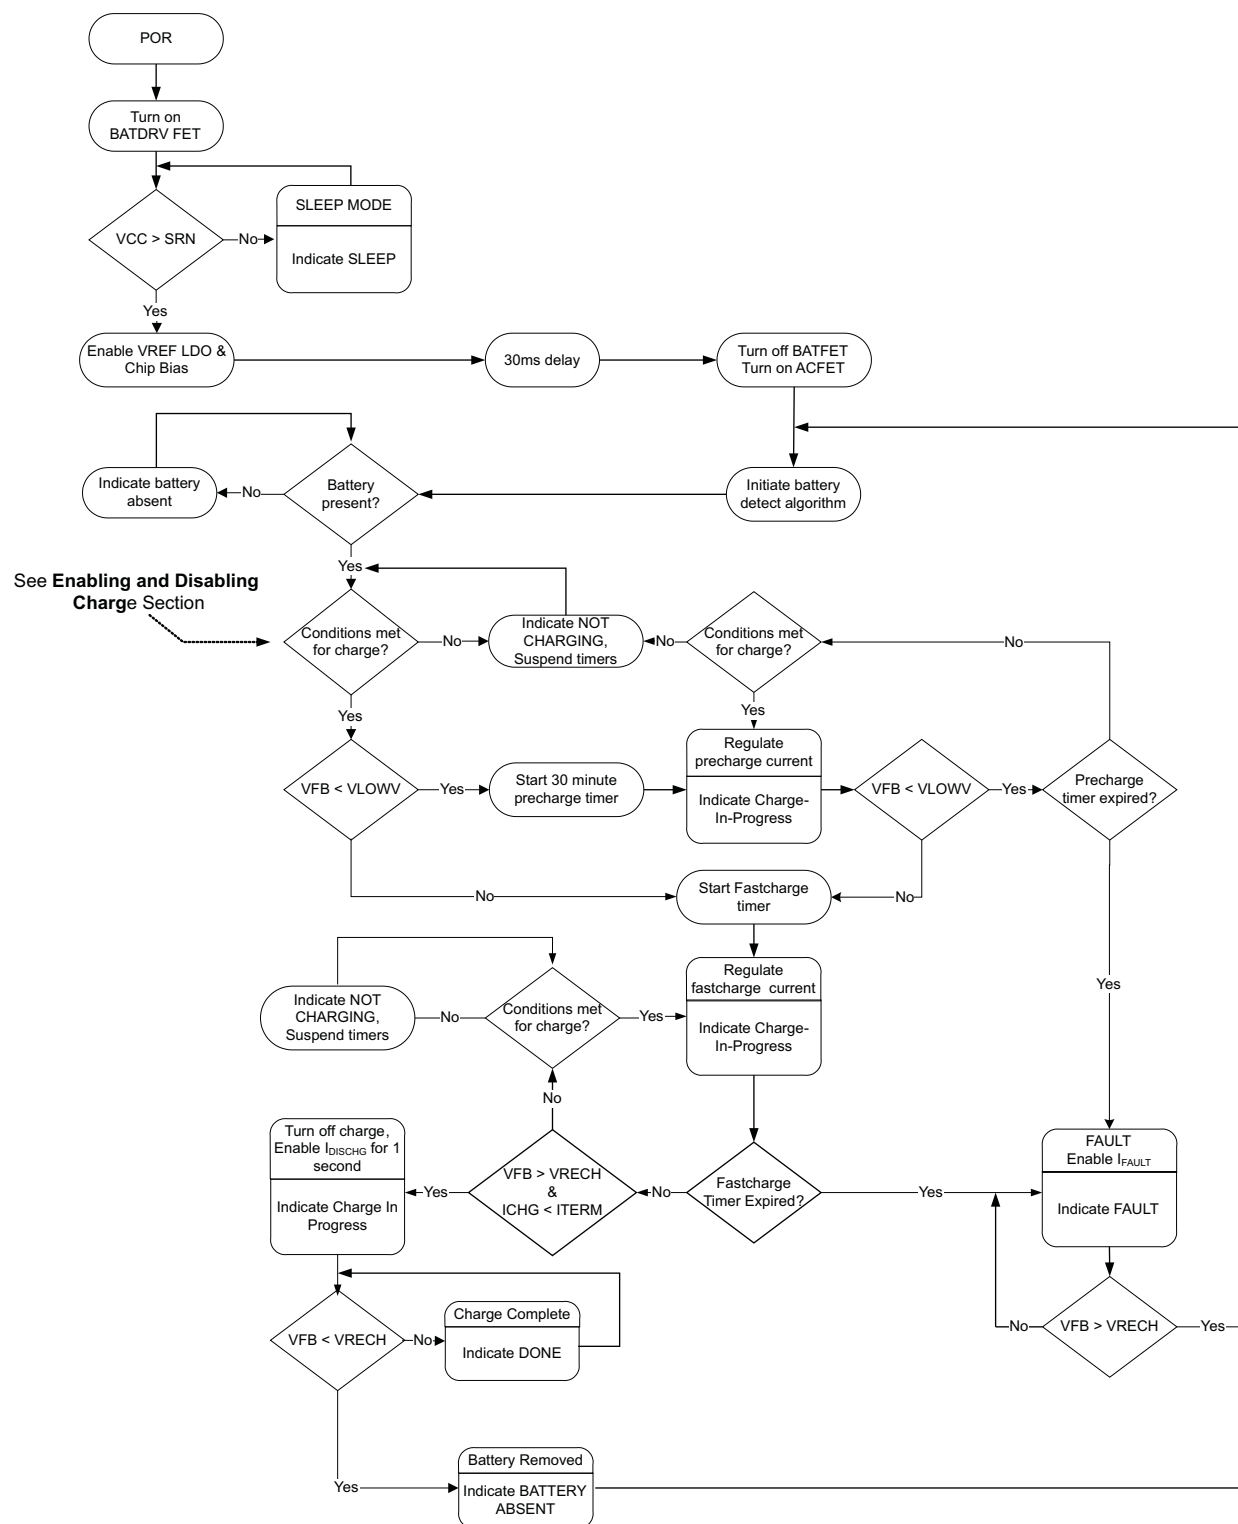 POR
Turn on
BATDRV FET
SLEEP MODE
VCC > SRN
No
Indicate SLEEP
Yes
Enable VREF LDO &
Chip Bias
30ms delay
Turn off BATFET
Turn on ACFET
Indicate battery
absent
No
Battery
present?
Initiate battery
detect algorithm
Yes
See Enabling and Disabling
Charge Section
Conditions met
for charge?
No
Indicate NOT
CHARGING,
Suspend timers
No
Conditions met
for charge?
No
Yes
Yes
VFB < VLOWV
Yes
Start 30 minute
precharge timer
Regulate
precharge current
Indicate Charge-
In-Progress
VFB < VLOWV
Yes
Precharge
timer expired?
No
Start Fastcharge
timer
No
Indicate NOT
CHARGING,
Suspend timers
No
Conditions met
for charge?
Yes
Regulate
fastcharge current
Indicate Charge-
In-Progress
Yes
No
Turn off charge,
Enable IDISCHG for 1
second
Indicate Charge In
Progress
Yes
VFB > VRECH
&
ICHG < ITERM
No
Fastcharge
Timer Expired?
Yes
FAULT
Enable IFAULT
Indicate FAULT
VFB < VRECH
No
Charge Complete
Indicate DONE
No
VFB > VRECH
Yes
Yes
Battery Removed
Indicate BATTERY
ABSENT